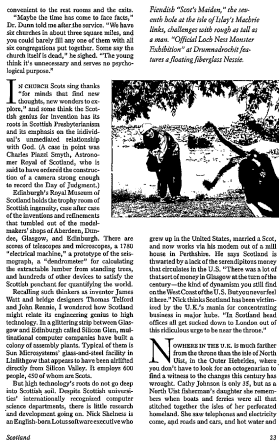 convenient to the rest rooms and the exits.
"Maybe the time has come to face facts,"
Dr. Dunn told me after the service. "We have
six churches in about three square miles, and
you could barely fill any one of them with all
six congregations put together. Some say the
church itself is dead," he sighed. "The young
think it's unnecessary and serves no psycho-
logical purpose."
IN CHURCH Scots sing thanks
"for minds that find new
thoughts, new wonders to ex-
plore," and some think the Scot-
tish genius for invention has its
roots in Scottish Presbyterianism
and its emphasis on the individ-
ual's unmediated relationship
with God. (A case in point was
Charles Piazzi Smyth, Astrono-
mer Royal of Scotland, who is
said to have ordered the construc-
tion of a camera strong enough
to record the Day of Judgment.)
Edinburgh's Royal Museum of
Scotland holds the trophy room of
Scottish ingenuity, case after case
of the inventions and refinements
that tumbled out of the model-
makers' shops of Aberdeen, Dun-
dee, Glasgow, and Edinburgh. There are
scores of telescopes and microscopes, a 1780
"electrical machine," a prototype of the seis-
mograph, a "dendrometer" for calculating
the extractable lumber from standing trees,
and hundreds of other devices to satisfy the
Scottish penchant for quantifying the world.
Recalling such thinkers as inventor James
Watt and bridge designers Thomas Telford
and John Rennie, I wondered how Scotland
might relate its engineering genius to high
technology. In a glittering strip between Glas-
gow and Edinburgh called Silicon Glen, mul-
tinational computer companies have built a
colony of assembly plants. Typical of them is
Sun Microsystems' glass-and-steel facility in
Linlithgow that appears to have been airlifted
directly from Silicon Valley. It employs 600
people, 450 of whom are Scots.
But high technology's roots do not go deep
into Scottish soil. Despite Scottish universi-
ties' internationally recognized computer
science departments, there is little research
and development going on. Nick Shelness is
an English-born Lotus software executive who
Fiendish "Scot's Maiden," the sev-
enth hole at the isle of Islay's Machrie
links, challenges with rough as tall as
a man. "Official Loch Ness Monster
Exhibition" at Drumnadrochit fea-
tures a floating fiberglass Nessie.
grew up in the United States, married a Scot,
and now works via his modem out of a mill
house in Perthshire. He says Scotland is
thwarted by a lack of the serendipitous money
that circulates in the U.S. "There was a lot of
that sort of money in Glasgow at the turn of the
century—the kind of dynamism you still find
on the West Coast of the U.S. But you never feel
it here." Nick thinks Scotland has been victim-
ized by the U.K.'s mania for concentrating
business in major hubs. "In Scotland head
offices all get sucked down to London out of
this ridiculous urge to be near the throne."
NOWHERE IN THE U.K. is much farther
from the throne than the isle of North
Uist, in the Outer Hebrides, where
you don't have to look for an octogenarian to
find a witness to the changes this century has
wrought. Cathy Johnson is only 35, but as a
North Uist fisherman's daughter she remem-
bers when boats and ferries were all that
stitched together the isles of her perforated
homeland. She saw telephones and electricity
come, and roads and cars, and hot water and
Scotland
23